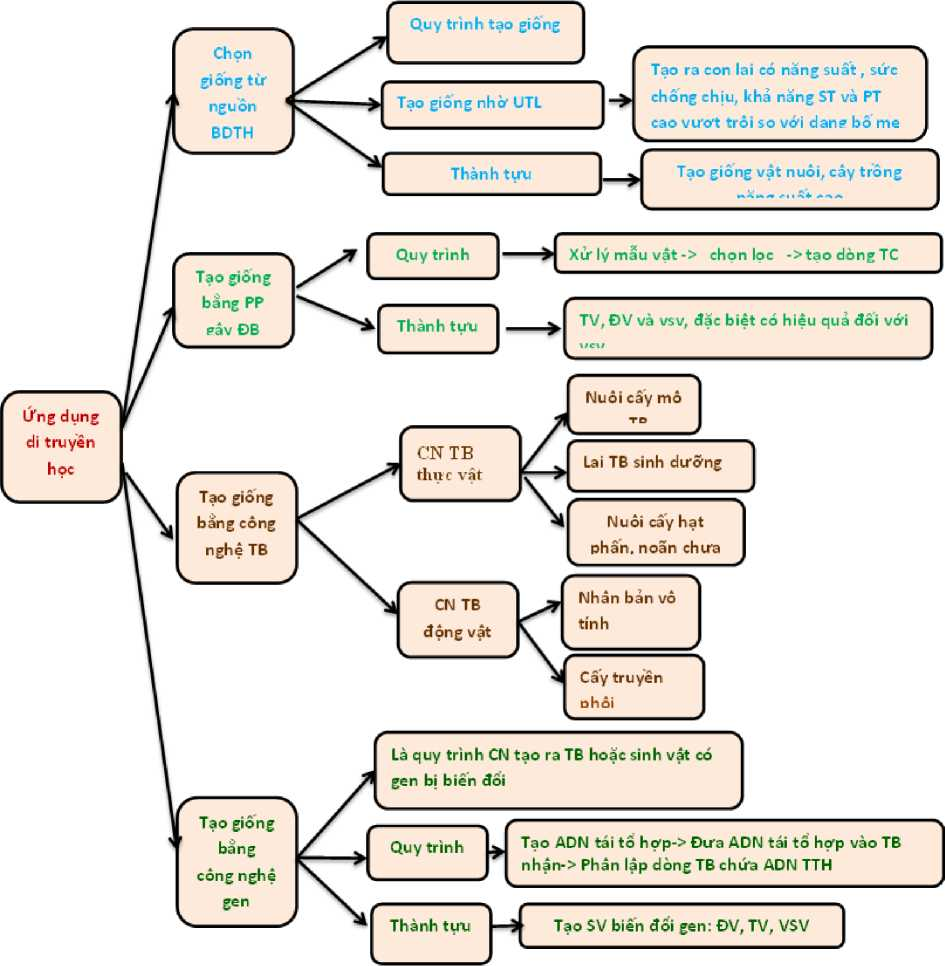 Ứng dụng
di truyền
học
Chọn
giống từ
nguồn
BDTH
Quy trình tạo giống
Tạo giống nhờ UTL
Tạo ra con lai có năng suất , sức
chống chịu, khả năng ST và PT
cao vượt trội so với dạng bố mẹ
Thành tựu
Tạo giống vật nuôi, cây trồng
năng suất cao
Tạo giống
bằng PP
gây ĐB
Quy trình
Xử lý mẫu vật -> chọn lọc -> tạo dòng TC
Thành tựu
TV, ĐV và vsv, đặc biệt có hiệu quả đối với
vsv
Tạo giống
bằng công
nghệ TB
CN TB
thực vật
Nuôi cấy mô
TB
Lai TB sinh dưỡng
Nuôi cấy hạt
phấn, noãn chưa
CN TB
động vật
Nhân bản vô
tính
Cấy truyền
phôi
Tạo giống
bằng
công nghệ
gen
Là quy trình CN tạo ra TB hoặc sinh vật có
gen bị biến đổi
Quy trình
Tạo ADN tái tổ hợp-> Đưa ADN tái tổ hợp vào TB
nhận-> Phân lập dòng TB chứa ADN TTH
Thành tựu
Tạo SV biến đổi gen: ĐV, TV, VSV